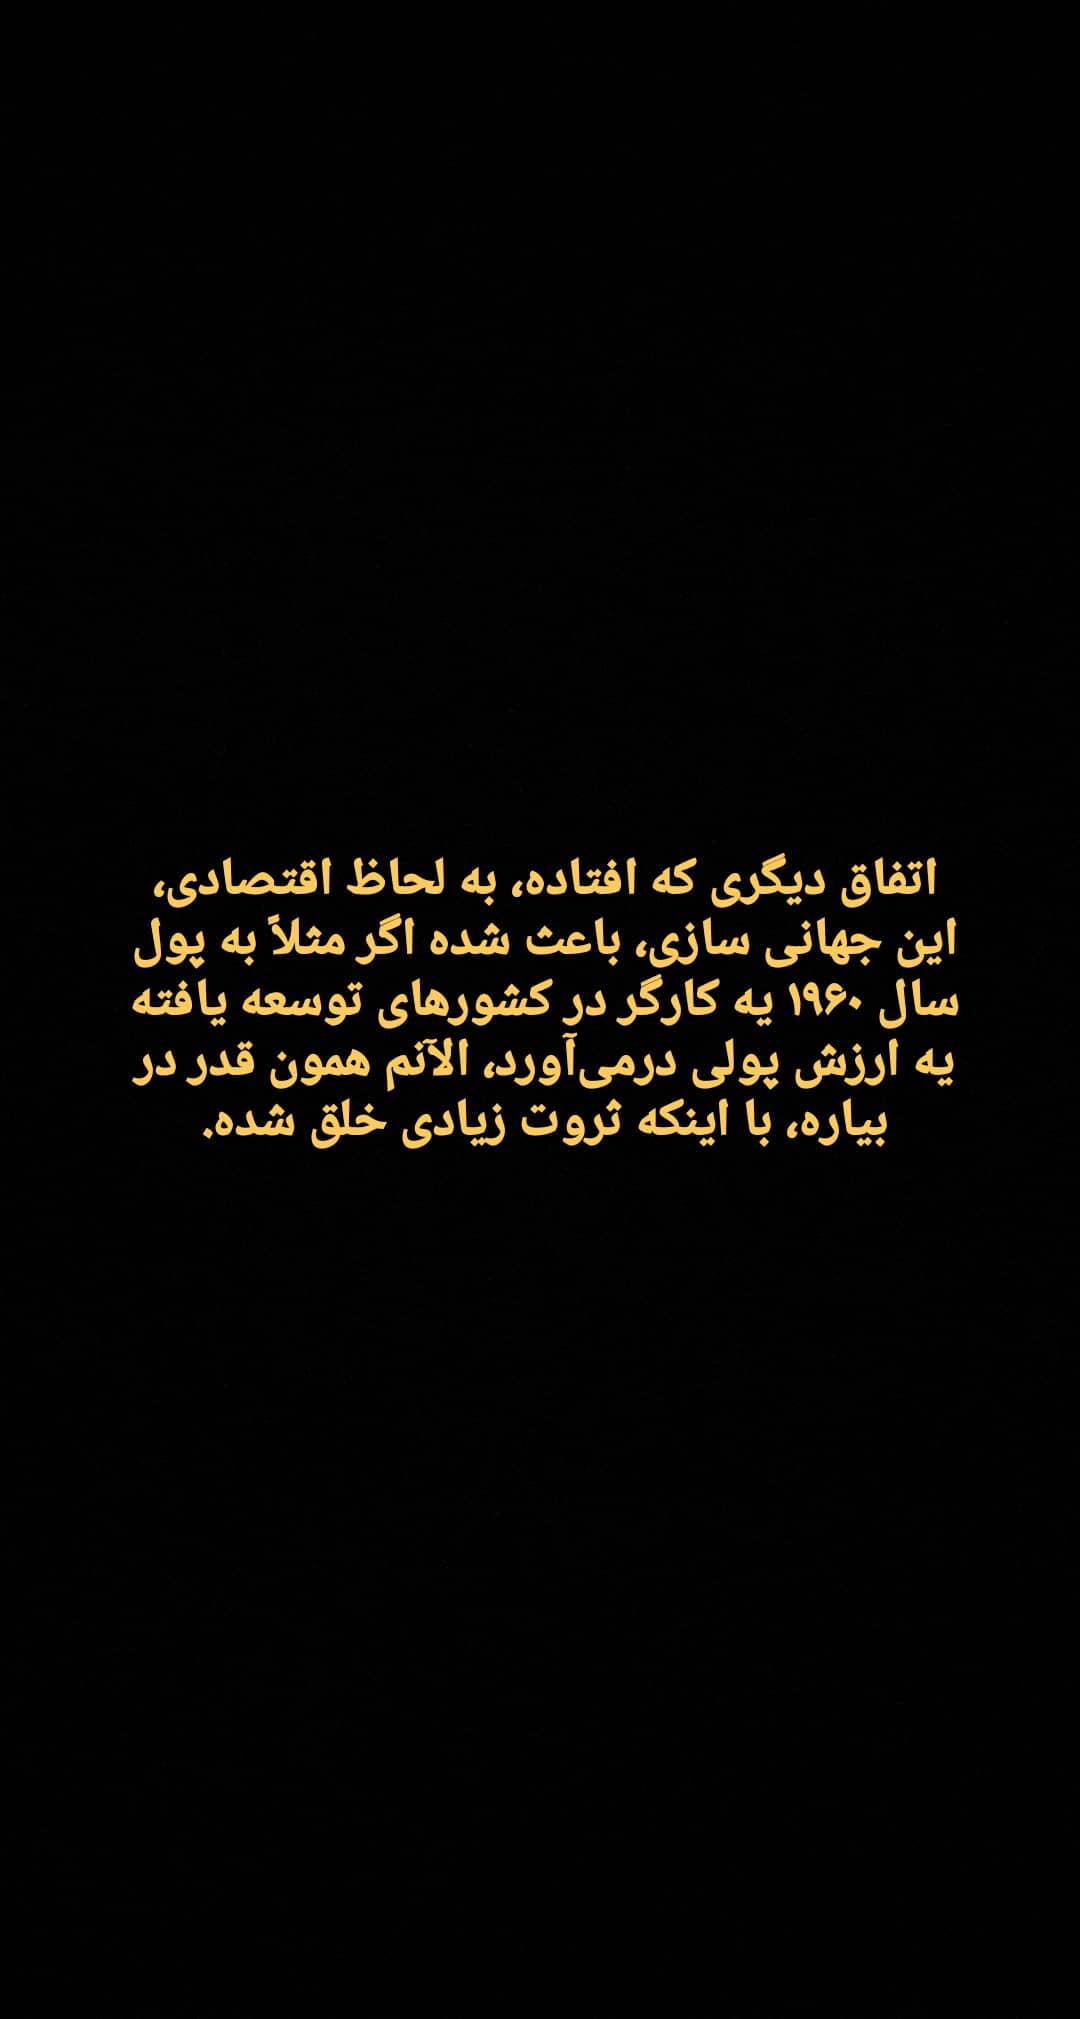 اتفاق دیگری که افتاده، به لحاظ اقتصادی،
این جهانی سازی، باعث شده اگر مثلاً به پول
سال ۱۹۶۰ یه کارگر در کشورهای توسعه یافته
یه ارزش پولی درمی‌آورد، الآنم همون قدر در
بیاره، با اینکه ثروت زیادی خلق شده.